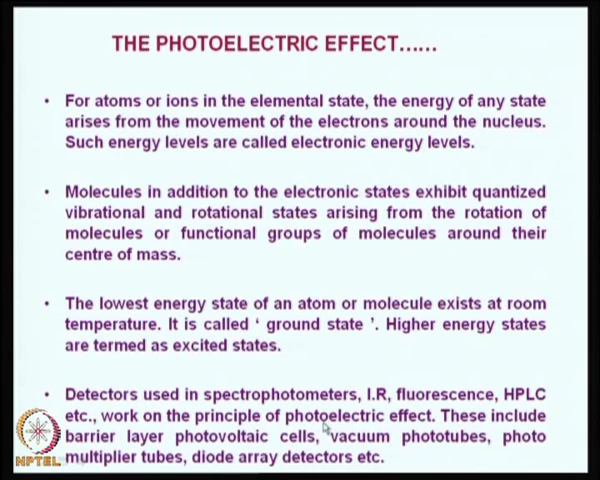 THE PHOTOELECTRIC EFFECT......
• For atoms or ions in the elemental state, the energy of any state
arises from the movement of the electrons around the nucleus.
Such energy levels are called electronic energy levels.
• Molecules in addition to the electronic states exhibit quantized
vibrational and rotational states arising from the rotation of
molecules or functional groups of molecules around their
centre of mass.
• The lowest energy state of an atom or molecule exists at room
temperature. It is called ‘ ground state ’. Higher energy states
are termed as excited states.
• Detectors used in spectrophotometers, I.R, fluorescence, HPLC
etc., work on the principle of photoelectric effect. These include
barrier layer photovoltaic cells, vacuum phototubes, photo
multiplier tubes, diode array detectors etc.
NPTEL